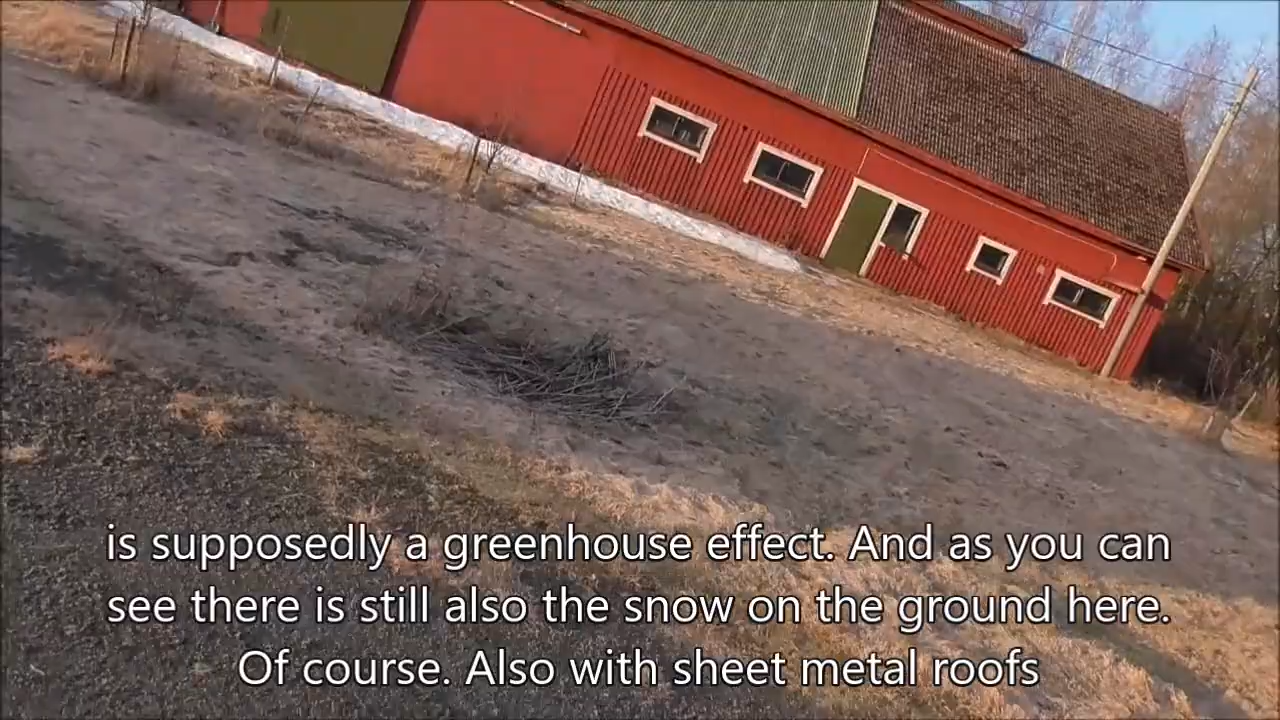 is supposedly a greenhouse effect. And as you can
see there is still also the snow on the ground here.
Of course. Also with sheet metal roofs